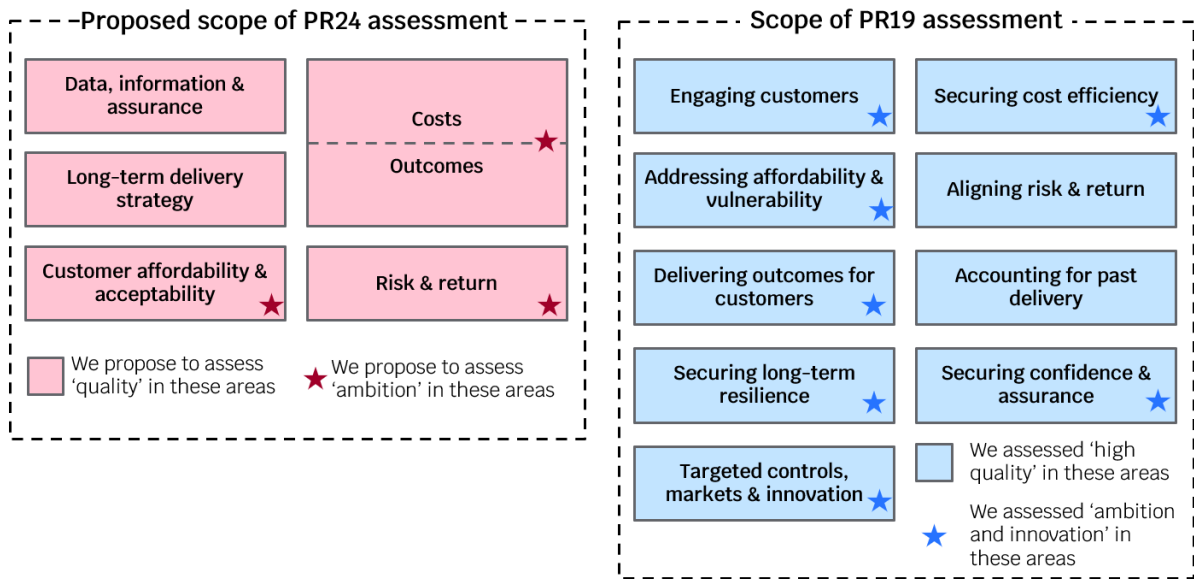 Proposed scope of PR24 assessment
Data, information &
assurance
Costs
Outcomes
Long-term delivery
strategy
Customer affordability &
acceptability
Risk & return
We propose to assess
‘quality’ in these areas
We propose to assess
‘ambition’ in these areas
Scope of PR19 assessment
Engaging customers
Securing cost efficiency
Addressing affordability &
vulnerability
Aligning risk & return
Delivering outcomes for
customers
Accounting for past
delivery
Securing long-term
resilience
Securing confidence &
assurance
Targeted controls,
markets & innovation
We assessed ‘high
quality’ in these areas
We assessed ‘ambition
and innovation’ in
these areas